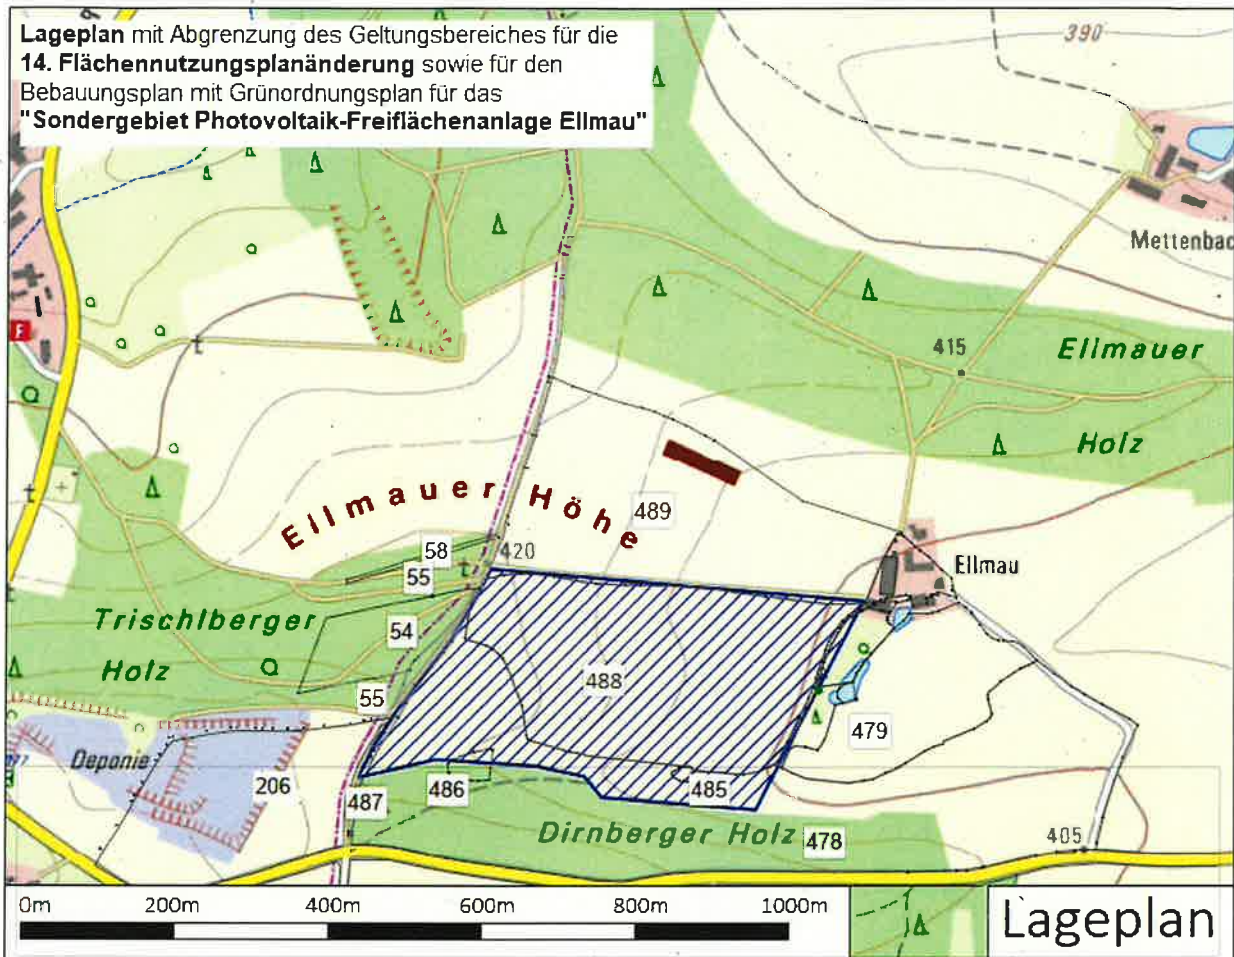 Lageplan mit Abgrenzung des Geltungsbereiches für die
14. Flächennutzungsplanänderung sowie für den
Bebauungsplan mit Grünordnungsplan für das
"Sondergebiet Photovoltaik-Freiflächenanlage Ellmau"
390
Mettenbac
415
Ellmauer
Holz
F
t
t
Ellmauer Höhe
489
58
420
55
t
Ellmau
Trischlberger
Holz
54
488
55
479
Deponie
206
487
486
485
Dirnberger Holz
478
405
0m
200m
400m
600m
800m
1000m
Lageplan